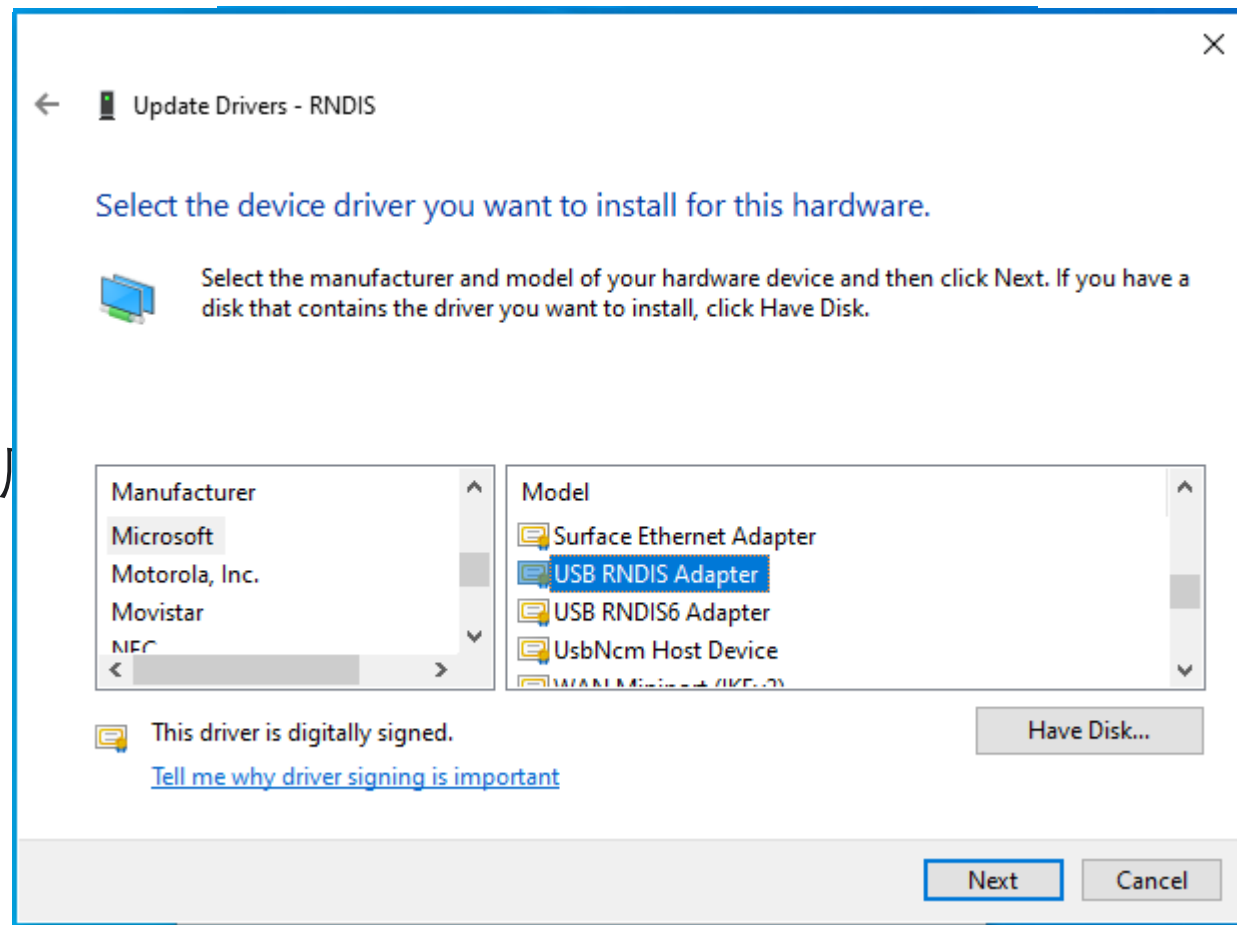 Update Drivers - RNDIS
Select the device driver you want to install for this hardware.
Select the manufacturer and model of your hardware device and then click Next. If you have a
disk that contains the driver you want to install, click Have Disk.
Manufacturer
Microsoft
Motorola, Inc.
Movistar
NEC
Model
Surface Ethernet Adapter
USB RNDIS Adapter
USB RNDIS6 Adapter
UsbNcm Host Device
WAN Miniport (IKEv2)
This driver is digitally signed.
Have Disk...
Tell me why driver signing is important
Next
Cancel